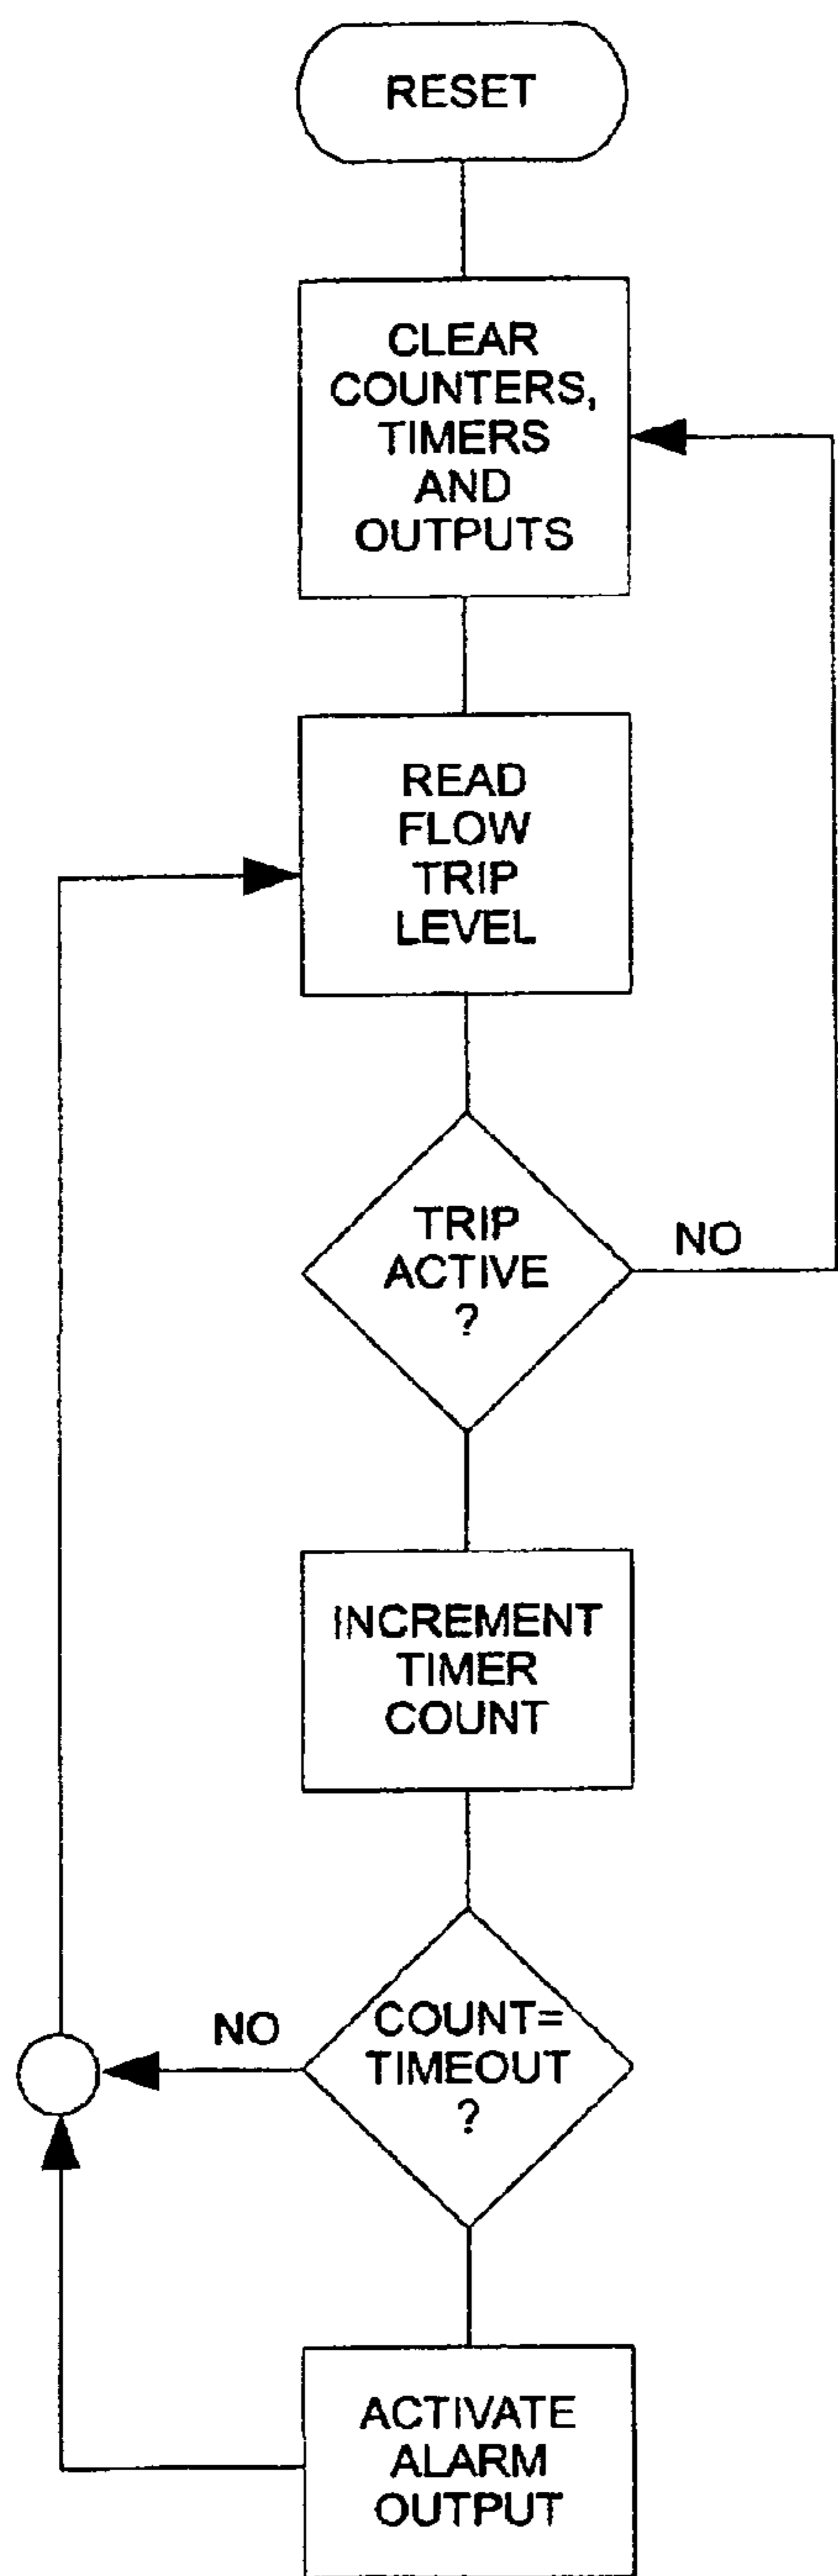 RESET
CLEAR
COUNTERS,
TIMERS
AND
OUTPUTS
READ
FLOW
TRIP
LEVEL
TRIP
ACTIVE
?
NO
INCREMENT
TIMER
COUNT
COUNT=
TIMEOUT
?
NO
ACTIVATE
ALARM
OUTPUT